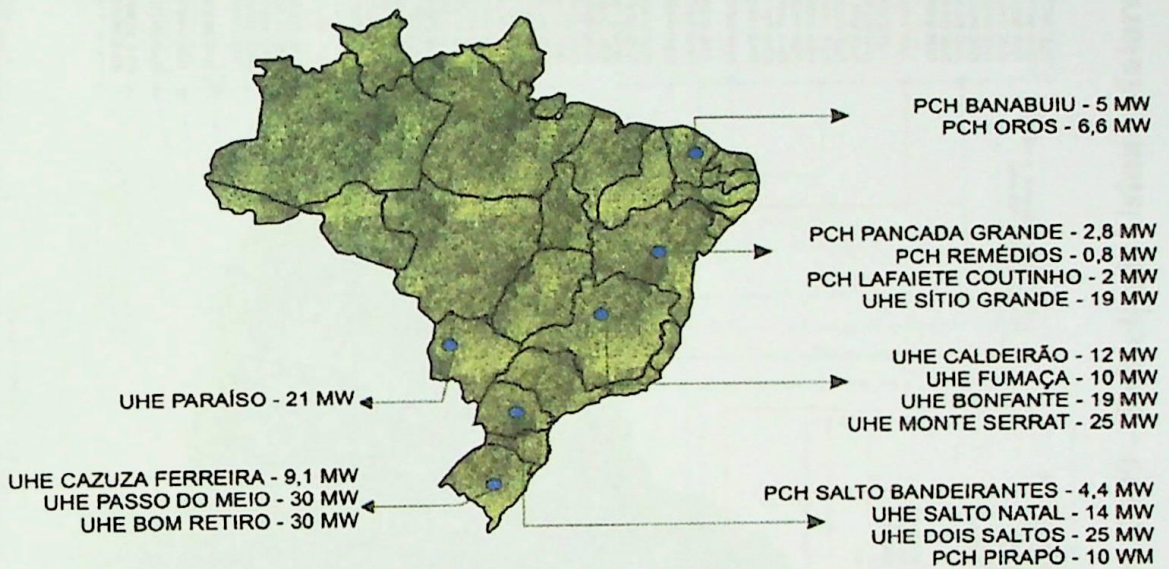 PCH BANABUIU - 5 MW
PCH OROS - 6,6 MW
PCH PANCADA GRANDE - 2,8 MW
PCH REMÉDIOS - 0,8 MW
PCH LAFAIETE COUTINHO - 2 MW
UHE SÍTIO GRANDE - 19 MW
UHE CALDEIRÃO - 12 MW
UHE FUMAÇA - 10 MW
UHE BONFANTE - 19 MW
UHE MONTE SERRAT - 25 MW
UHE PARAÍSO - 21 MW
UHE CAZUZA FERREIRA - 9,1 MW
UHE PASSO DO MEIO - 30 MW
UHE BOM RETIRO - 30 MW
PCH SALTO BANDEIRANTES - 4,4 MW
UHE SALTO NATAL - 14 MW
UHE DOIS SALTOS - 25 MW
PCH PIRAPÓ - 10 WM